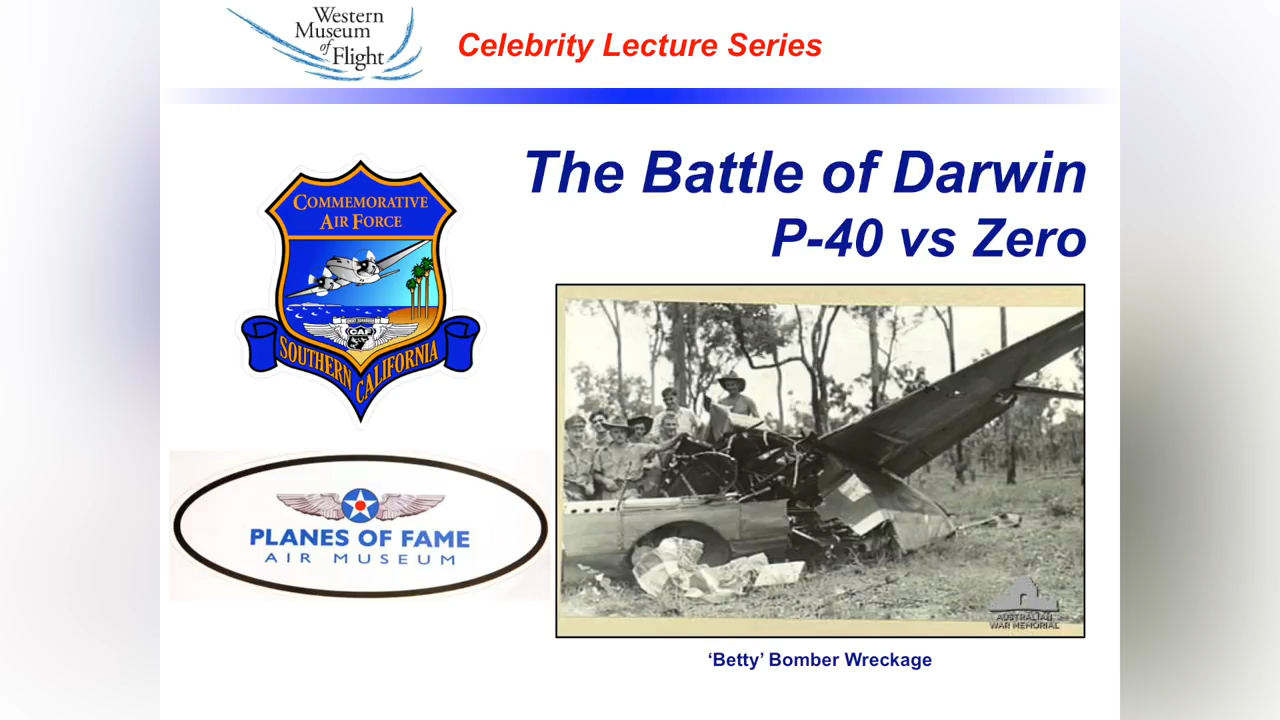 Western
Museum
of
Flight
Celebrity Lecture Series
The Battle of Darwin
P-40 vs Zero
COMMEMORATIVE
AIR FORCE
CAF
SOUTHERN
CALIFORNIA
PLANES OF FAME
AIR MUSEUM
AUSTRALIAN
WAR MEMORIAL
‘Betty’ Bomber Wreckage